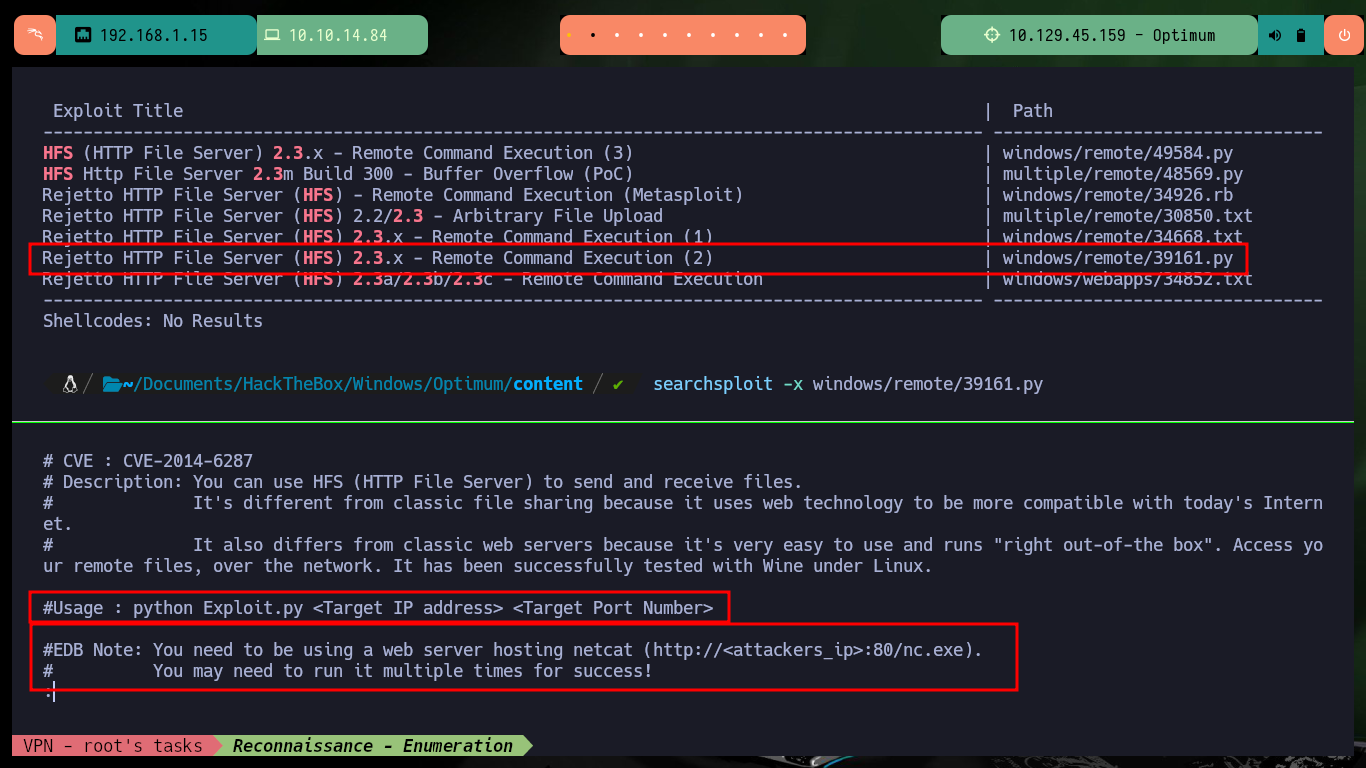 192.168.1.15 10.10.14.84 10.129.45.159 - Optimum
Exploit Title | Path
---------------------------------------------------------------------------------------------- ---------------------------------
HFS (HTTP File Server) 2.3.x - Remote Command Execution (3) | windows/remote/49584.py
HFS Http File Server 2.3m Build 300 - Buffer Overflow (PoC) | multiple/remote/48569.py
Rejetto HTTP File Server (HFS) - Remote Command Execution (Metasploit) | windows/remote/34926.rb
Rejetto HTTP File Server (HFS) 2.2/2.3 - Arbitrary File Upload | multiple/remote/30850.txt
Rejetto HTTP File Server (HFS) 2.3.x - Remote Command Execution (1) | windows/remote/34668.txt
Rejetto HTTP File Server (HFS) 2.3.x - Remote Command Execution (2) | windows/remote/39161.py
Rejetto HTTP File Server (HFS) 2.3a/2.3b/2.3c - Remote Command Execution | windows/webapps/34852.txt
---------------------------------------------------------------------------------------------- ---------------------------------
Shellcodes: No Results
/ ~/Documents/HackTheBox/Windows/Optimum/content / ✔ searchsploit -x windows/remote/39161.py
# CVE : CVE-2014-6287
# Description: You can use HFS (HTTP File Server) to send and receive files.
# It's different from classic file sharing because it uses web technology to be more compatible with today's Intern
et.
# It also differs from classic web servers because it's very easy to use and runs "right out-of-the box". Access yo
ur remote files, over the network. It has been successfully tested with Wine under Linux.
#Usage : python Exploit.py <Target IP address> <Target Port Number>
#EDB Note: You need to be using a web server hosting netcat (http://<attackers_ip>:80/nc.exe).
# You may need to run it multiple times for success!
:
VPN - root's tasks Reconnaissance - Enumeration